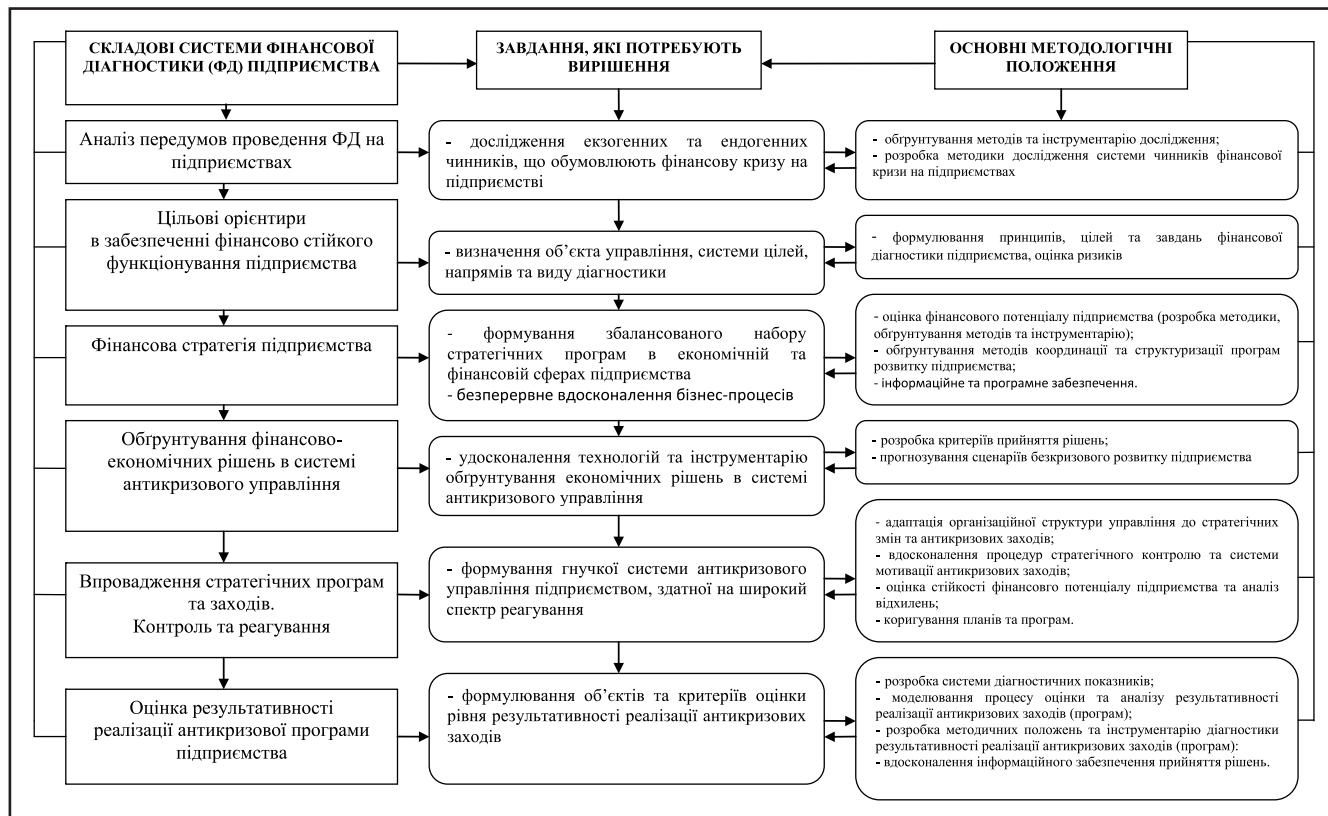 СКЛАДОВІ СИСТЕМИ ФІНАНСОВОЇ
ДІАГНОСТИКИ (ФД) ПІДПРИЄМСТВА
ЗАВДАННЯ, ЯКІ ПОТРЕБУЮТЬ
ВИРІШЕННЯ
ОСНОВНІ МЕТОДОЛОГІЧНІ
ПОЛОЖЕННЯ
Аналіз передумов проведення ФД на
підприємствах
- дослідження екзогенних та ендогенних
чинників, що обумовлюють фінансову кризу на
підприємстві
- обґрунтування методів та інструментарію дослідження;
- розробка методики дослідження системи чинників фінансової
кризи на підприємствах
Цільові орієнтири
в забезпеченні фінансово стійкого
функціонування підприємства
- визначення об’єкта управління, системи цілей,
напрямів та виду діагностики
- формулювання принципів, цілей та завдань фінансової
діагностики підприємства, оцінка ризиків
Фінансова стратегія підприємства
- формування збалансованого набору
стратегічних програм в економічній та
фінансовій сферах підприємства
- безперервне вдосконалення бізнес-процесів
- оцінка фінансового потенціалу підприємства (розробка методики,
обґрунтування методів та інструментарію);
- обґрунтування методів координації та структуризації програм
розвитку підприємства;
- інформаційне та програмне забезпечення.
Обґрунтування фінансово-
економічних рішень в системі
антикризового управління
- удосконалення технологій та інструментарію
обґрунтування економічних рішень в системі
антикризового управління
- розробка критеріїв прийняття рішень;
- прогнозування сценаріїв безкризового розвитку підприємства
Впровадження стратегічних програм
та заходів.
Контроль та реагування
- формування гнучкої системи антикризового
управління підприємством, здатної на широкий
спектр реагування
- адаптація організаційної структури управління до стратегічних
змін та антикризових заходів;
- вдосконалення процедур стратегічного контролю та системи
мотивації антикризових заходів;
- оцінка стійкості фінансового потенціалу підприємства та аналіз
відхилень;
- коригування планів та програм.
Оцінка результативності
реалізації антикризової програми
підприємства
- формулювання об’єктів та критеріїв оцінки
рівня результативності реалізації антикризових
заходів
- розробка системи діагностичних показників;
- моделювання процесу оцінки та аналізу результативності
реалізації антикризових заходів (програм);
- розробка методичних положень та інструментарію діагностики
результативності реалізації антикризових заходів (програм):
- вдосконалення інформаційного забезпечення прийняття рішень.